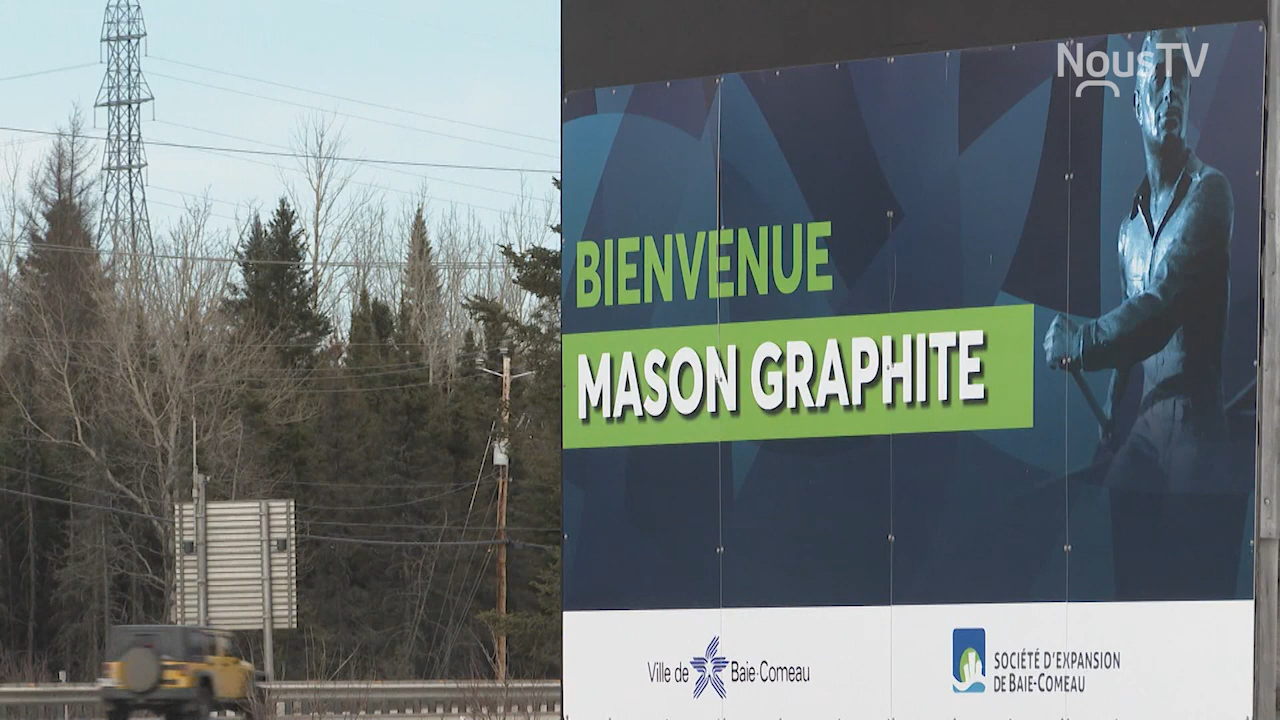 NousTV
BIENVENUE
MASON GRAPHITE
Ville de Baie-Comeau
SOCIÉTÉ D'EXPANSION
DE BAIE-COMEAU